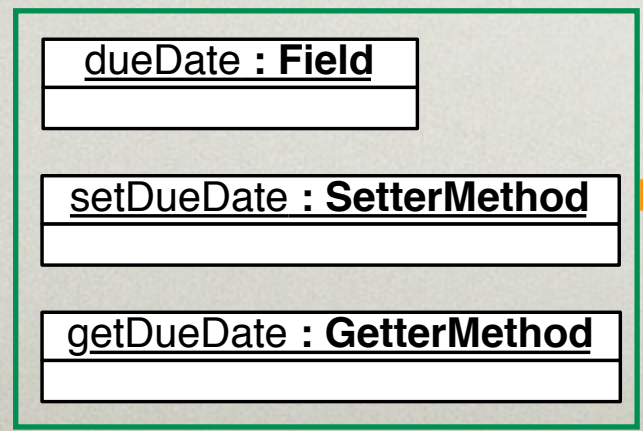 dueDate : Field
setDueDate : SetterMethod
getDueDate : GetterMethod